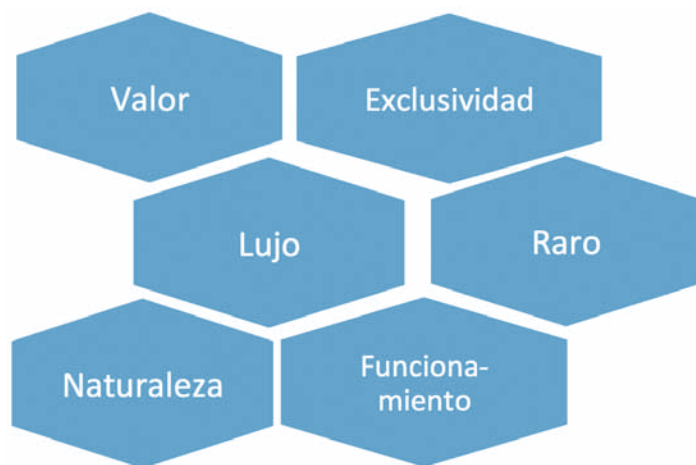 Valor
Exclusividad
Lujo
Raro
Naturaleza
Funciona-
miento